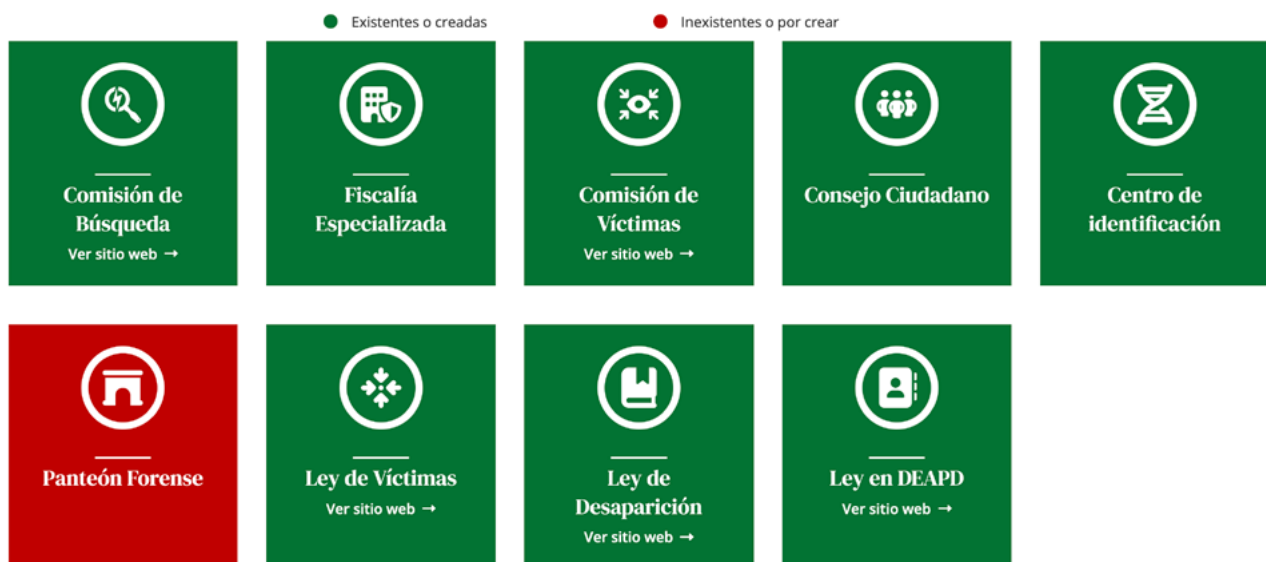 Existentes o creadas
Inexistentes o por crear
Comisión de
Búsqueda
Ver sitio web →
Fiscalía
Especializada
Comisión de
Víctimas
Ver sitio web →
Consejo Ciudadano
Centro de
identificación
Panteón Forense
Ley de Víctimas
Ver sitio web →
Ley de
Desaparición
Ver sitio web →
Ley en DEAPD
Ver sitio web →